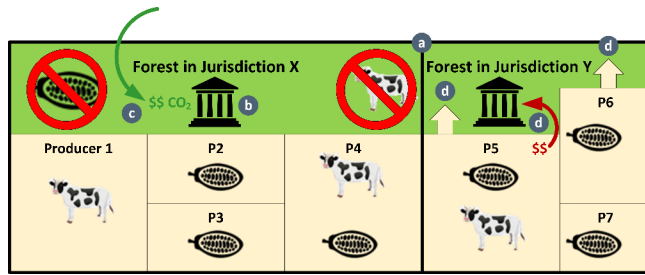 a
d
Forest in Jurisdiction X
Forest in Jurisdiction Y
d
$$ CO₂
b
c
d
P6
Producer 1
P2
P4
P5
$$
P3
P7